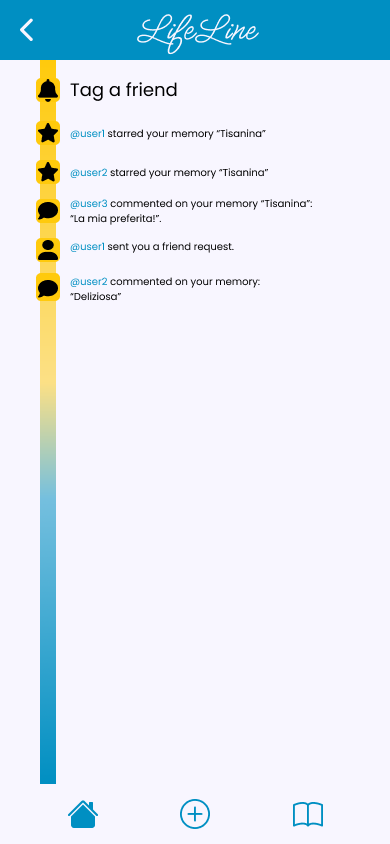 LifeLine
Tag a friend
@user1 starred your memory “Tisanina”
@user2 starred your memory “Tisanina”
@user3 commented on your memory “Tisanina”:
“La mia preferita!”.
@user1 sent you a friend request.
@user2 commented on your memory:
“Deliziosa”